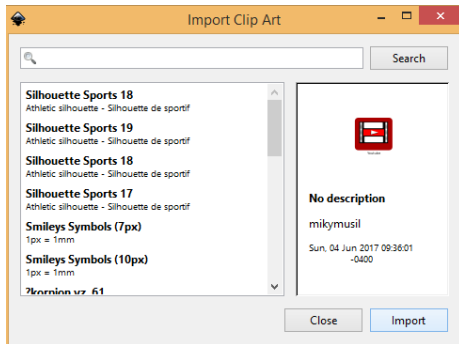 Import Clip Art
Search
Silhouette Sports 18
Athletic silhouette - Silhouette de sportif
Silhouette Sports 19
Athletic silhouette - Silhouette de sportif
Silhouette Sports 18
Athletic silhouette - Silhouette de sportif
Silhouette Sports 17
Athletic silhouette - Silhouette de sportif
Smileys Symbols (7px)
1px = 1mm
Smileys Symbols (10px)
1px = 1mm
?kornion vz. 61
No description
mikymusil
Sun, 04 Jun 2017 09:36:01
-0400
Close
Import